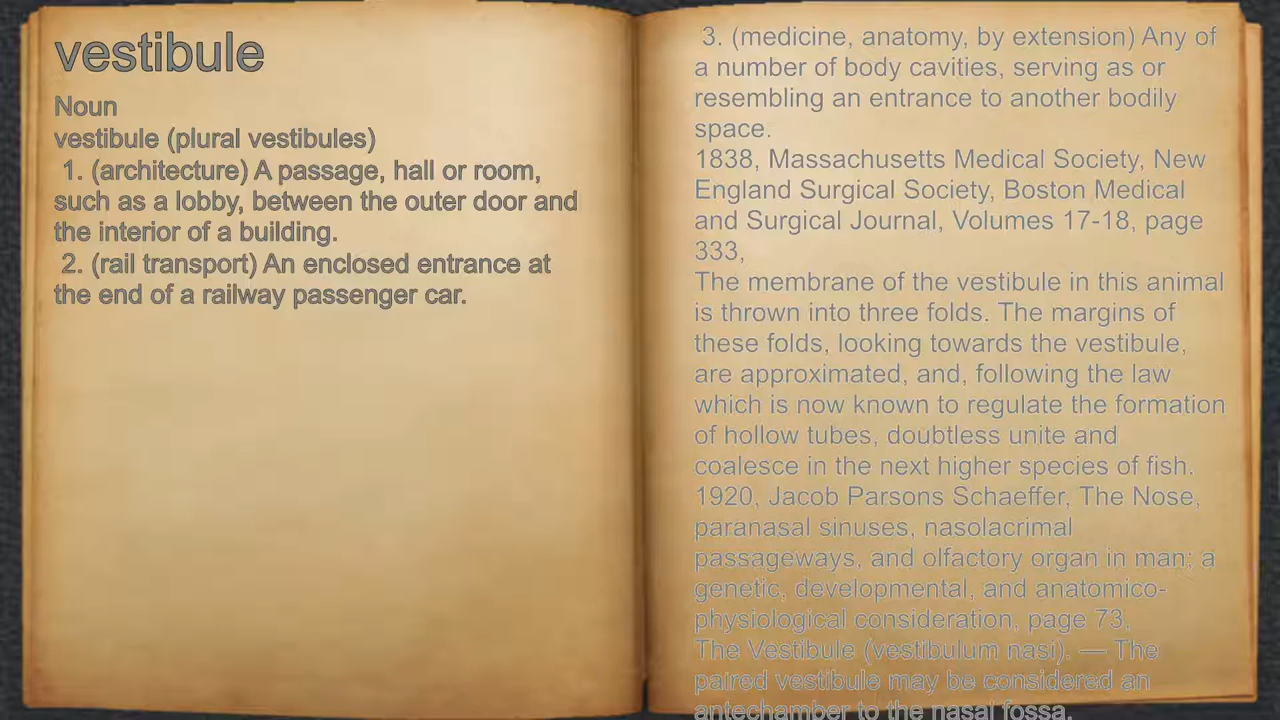 vestibule
Noun
vestibule (plural vestibules)
1. (architecture) A passage, hall or room,
such as a lobby, between the outer door and
the interior of a building.
2. (rail transport) An enclosed entrance at
the end of a railway passenger car.
3. (medicine, anatomy, by extension) Any of
a number of body cavities, serving as or
resembling an entrance to another bodily
space.
1838, Massachusetts Medical Society, New
England Surgical Society, Boston Medical
and Surgical Journal, Volumes 17-18, page
333,
The membrane of the vestibule in this animal
is thrown into three folds. The margins of
these folds, looking towards the vestibule,
are approximated, and, following the law
which is now known to regulate the formation
of hollow tubes, doubtless unite and
coalesce in the next higher species of fish.
1920, Jacob Parsons Schaeffer, The Nose,
paranasal sinuses, nasolacrimal
passageways, and olfactory organ in man; a
genetic, developmental, and anatomico-
physiological consideration, page 73,
The Vestibule (vestibulum nasi). — The
paired vestibule may be considered an
antechamber to the nasal fossa.